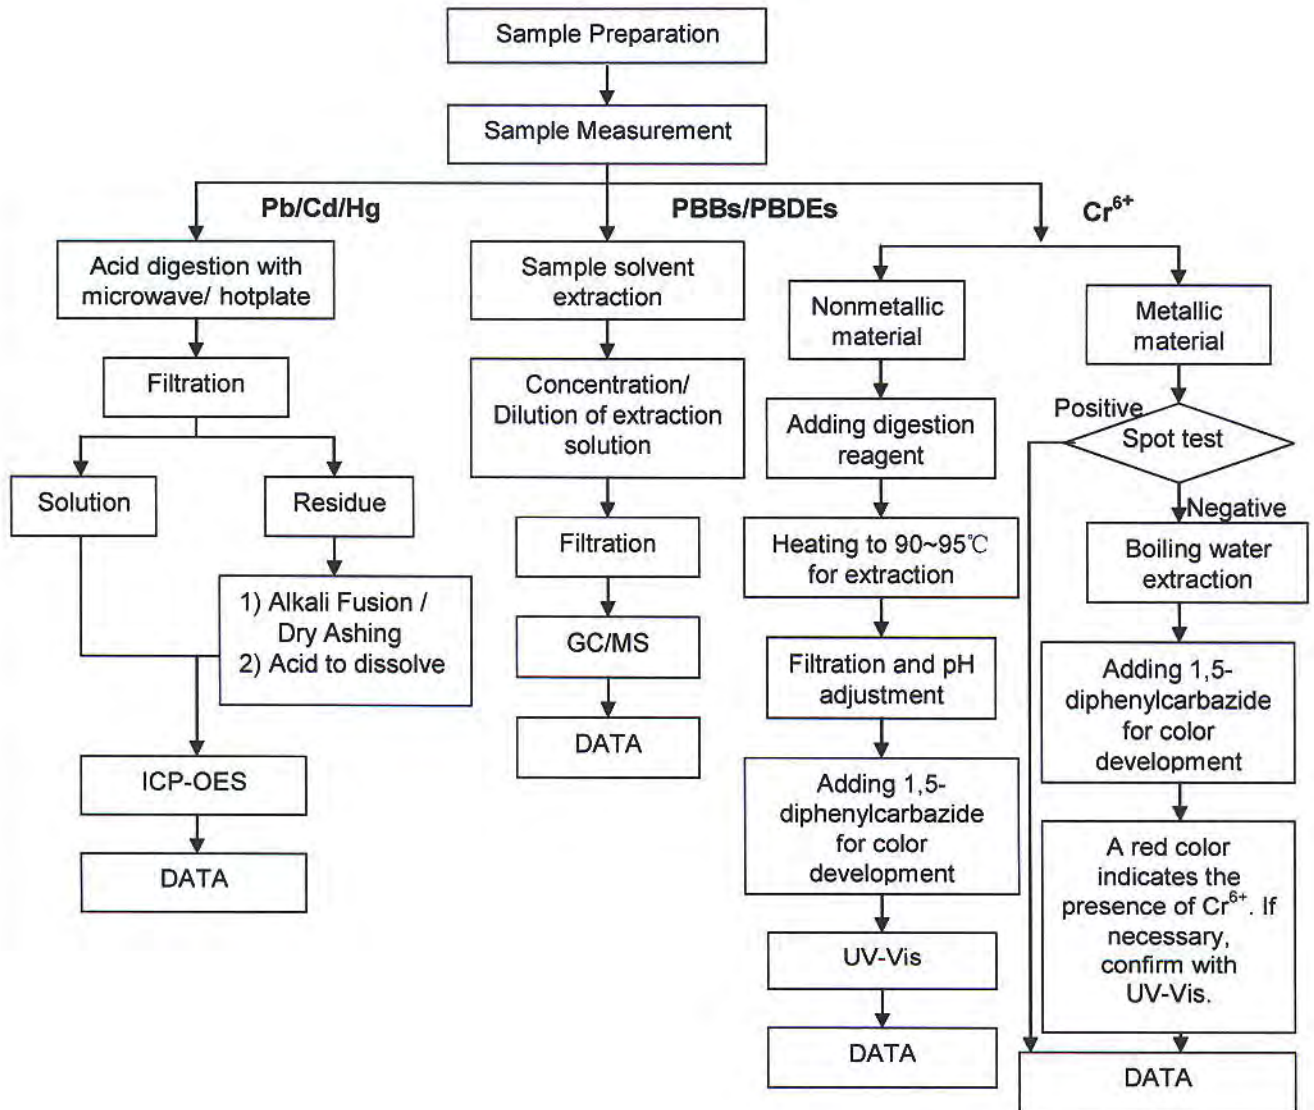 Sample Preparation
Sample Measurement
Pb/Cd/Hg
PBBs/PBDEs
Cr⁶⁺
Acid digestion with
microwave/ hotplate
Filtration
Solution
Residue
1) Alkali Fusion /
Dry Ashing
2) Acid to dissolve
ICP-OES
DATA
Sample solvent
extraction
Concentration/
Dilution of extraction
solution
Filtration
GC/MS
DATA
Nonmetallic
material
Adding digestion
reagent
Heating to 90~95℃
for extraction
Filtration and pH
adjustment
Adding 1,5-
diphenylcarbazide
for color
development
UV-Vis
DATA
Metallic
material
Positive
Spot test
Negative
Boiling water
extraction
Adding 1,5-
diphenylcarbazide
for color
development
A red color
indicates the
presence of Cr⁶⁺. If
necessary,
confirm with
UV-Vis.
DATA